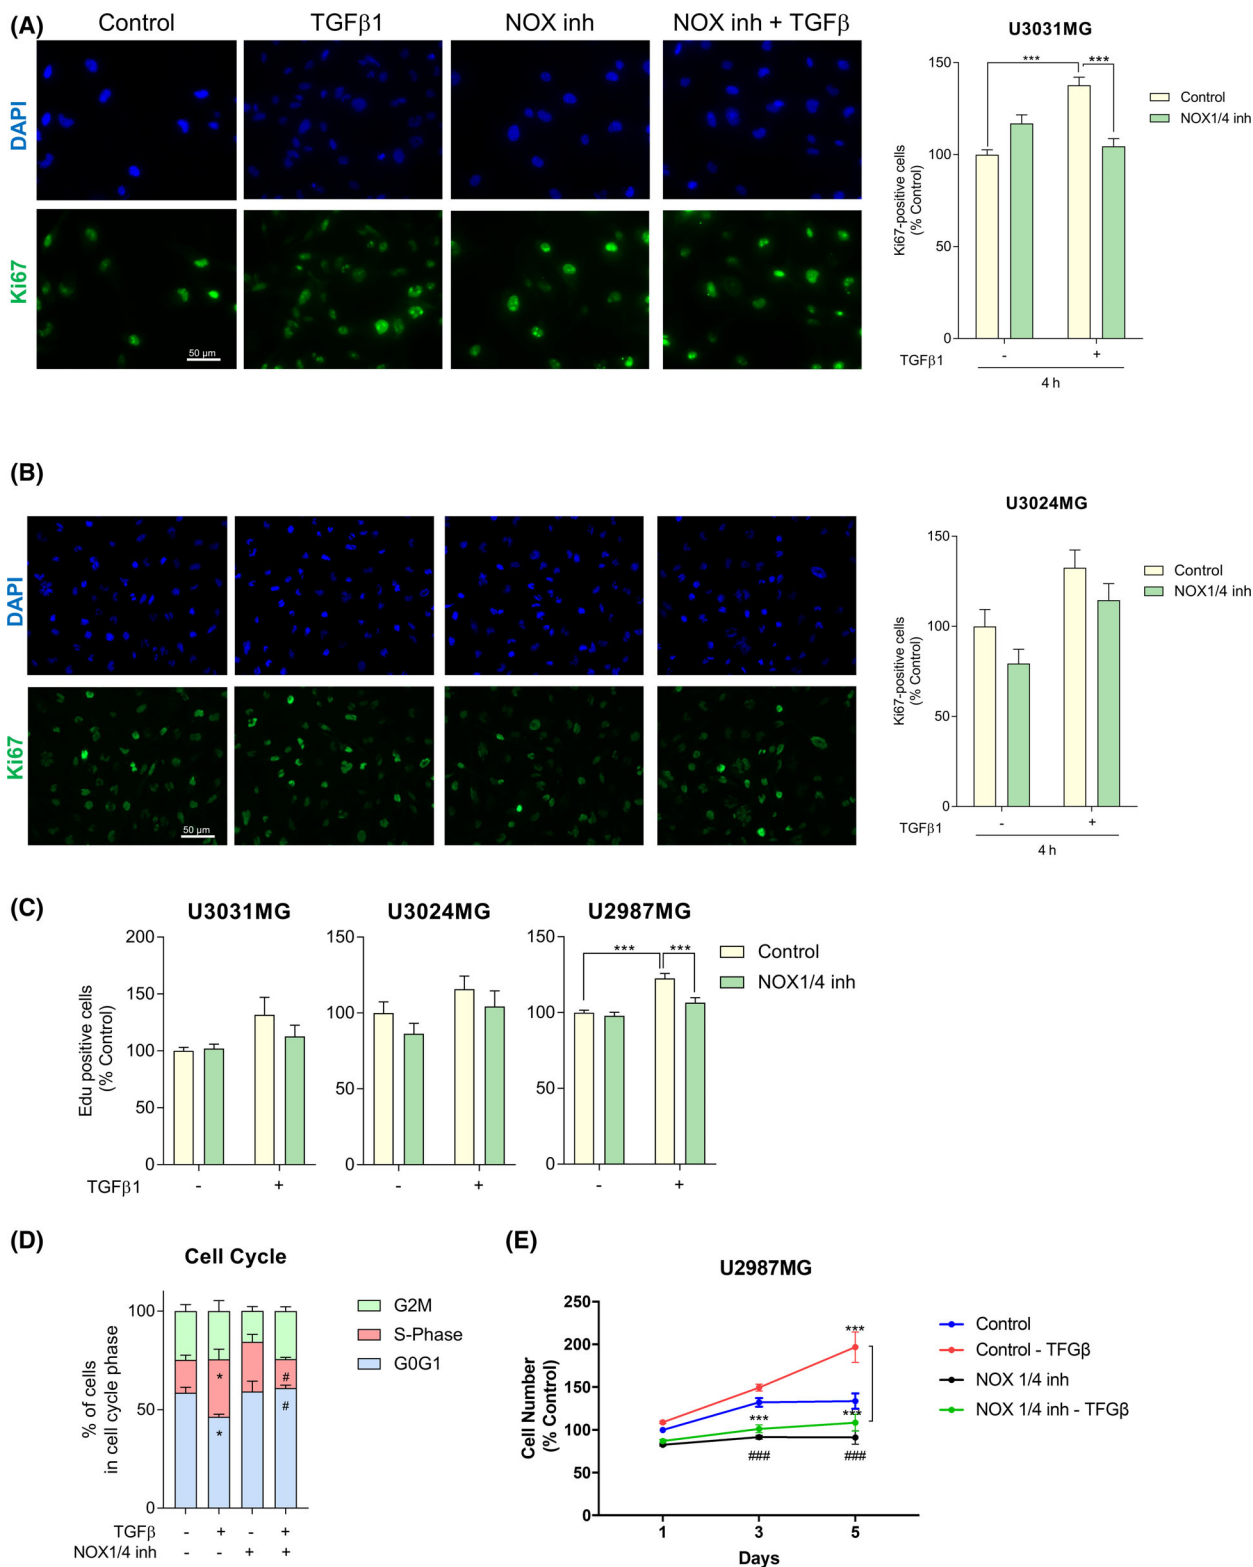 (A)
Control
TGFβ1
NOX inh
NOX inh + TGFβ
DAPI
Ki67
50 µm
U3031MG
Ki67-positive cells
(% Control)
150
100
50
0
***
***
Control
NOX1/4 inh
TGFβ1
-
+
4 h
(B)
DAPI
Ki67
50 µm
U3024MG
Ki67-positive cells
(% Control)
150
100
50
0
Control
NOX1/4 inh
TGFβ1
-
+
4 h
(C)
U3031MG
U3024MG
U2987MG
Edu positive cells
(% Control)
200
150
100
50
0
150
100
50
0
150
100
50
0
***
***
Control
NOX1/4 inh
TGFβ1
-
+
-
+
-
+
(D)
Cell Cycle
% of cells
in cell cycle phase
100
50
0
*
*
#
#
G2M
S-Phase
G0G1
TGFβ - + - +
NOX1/4 inh - - + +
(E)
U2987MG
Cell Number
(% Control)
250
200
150
100
50
0
***
***
***
###
###
1 3 5
Days
Control
Control - TFGβ
NOX 1/4 inh
NOX 1/4 inh - TFGβ